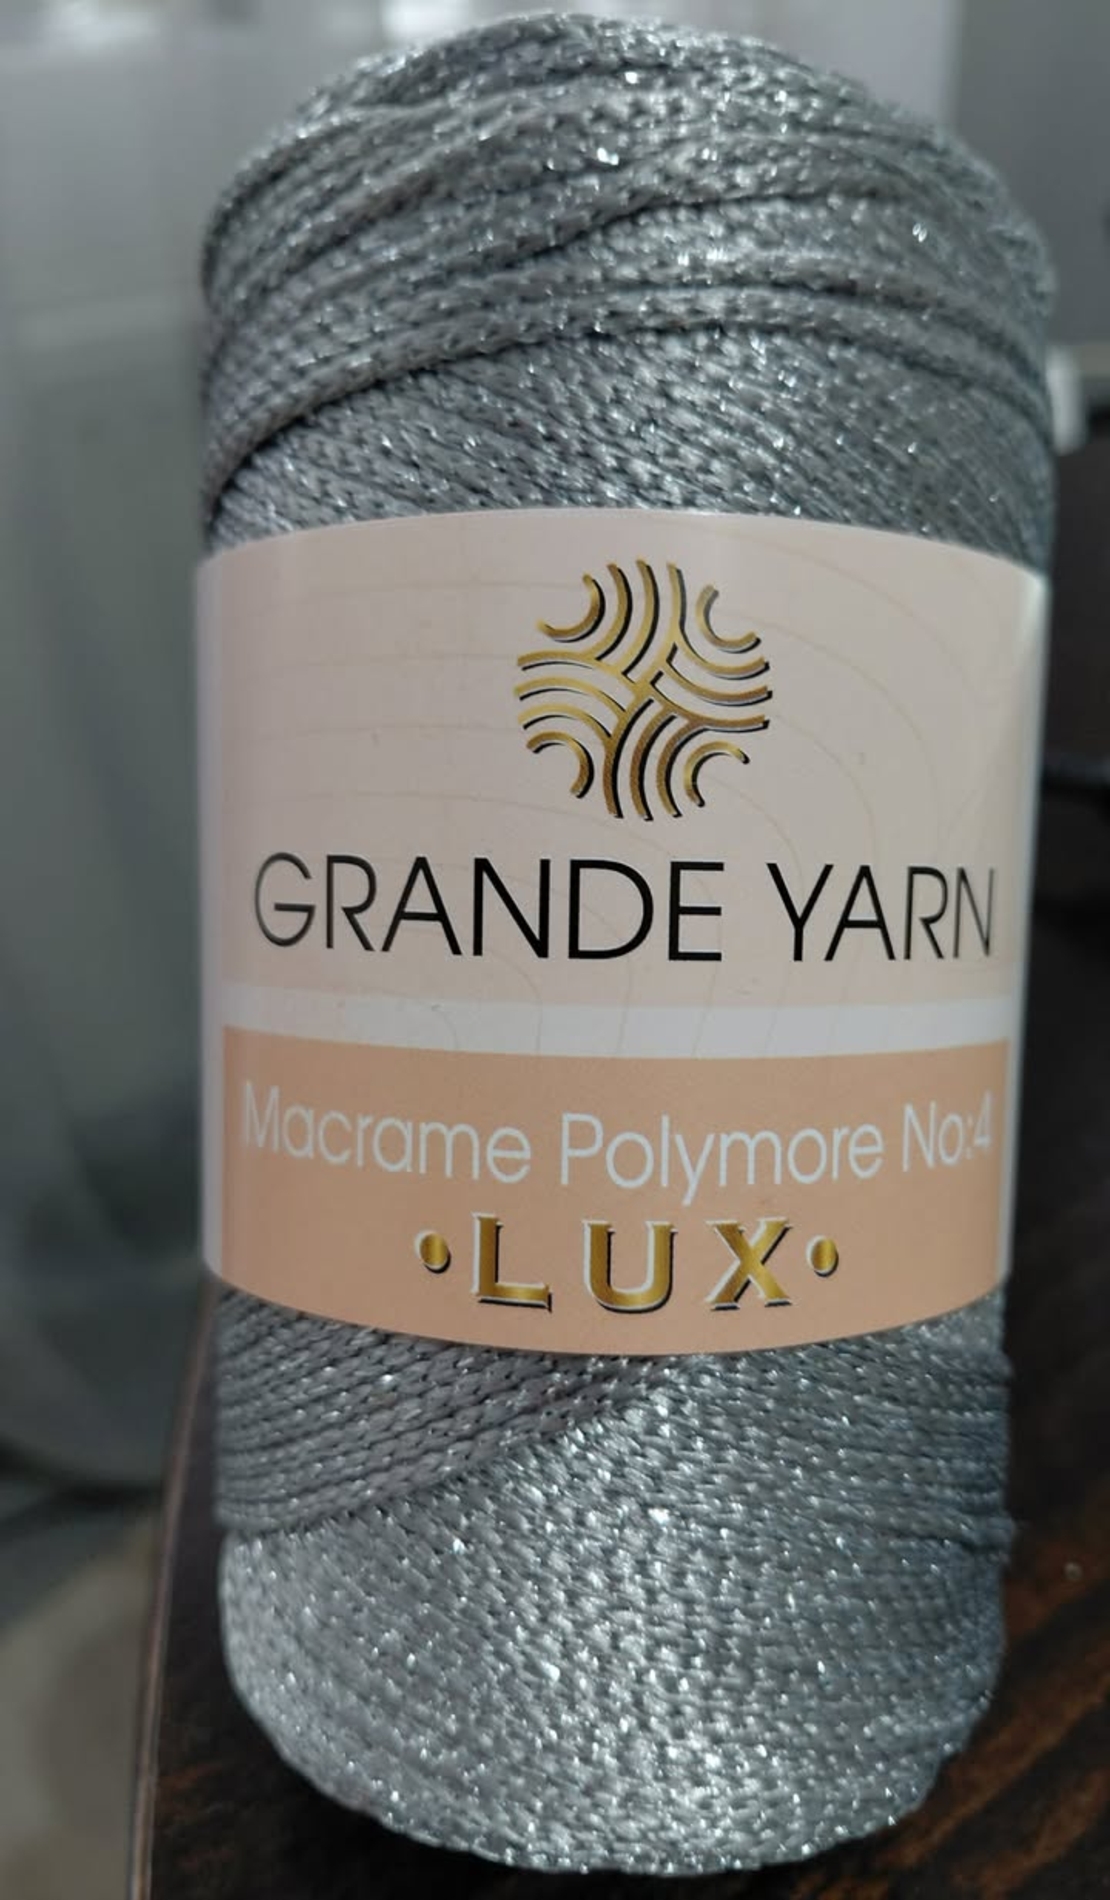 GRANDE YARN
Macrame Polymore No:4
•LUX•